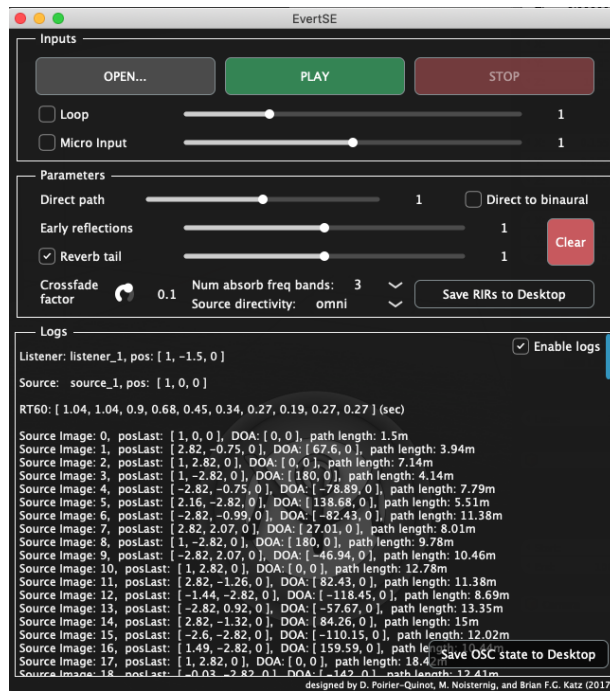 EvertSE
Inputs
OPEN... PLAY STOP
Loop 1
Micro Input 1
Parameters
Direct path 1 Direct to binaural
Early reflections 1
Clear
Reverb tail 1
Crossfade factor 0.1 Num absorb freq bands: 3
Source directivity: omni
Save RIRs to Desktop
Logs
Enable logs
Listener: listener_1, pos: [ 1, -1.5, 0 ]
Source: source_1, pos: [ 1, 0, 0 ]
RT60: [ 1.04, 1.04, 0.9, 0.68, 0.45, 0.34, 0.27, 0.19, 0.27, 0.27 ] (sec)
Source Image: 0, posLast: [ 1, 0, 0 ], DOA: [ 0, 0 ], path length: 1.5m
Source Image: 1, posLast: [ 2.82, -0.75, 0 ], DOA: [ 67.6, 0 ], path length: 3.94m
Source Image: 2, posLast: [ 1, 2.82, 0 ], DOA: [ 0, 0 ], path length: 7.14m
Source Image: 3, posLast: [ 1, -2.82, 0 ], DOA: [ 180, 0 ], path length: 4.14m
Source Image: 4, posLast: [ -2.82, -0.75, 0 ], DOA: [ -78.89, 0 ], path length: 7.79m
Source Image: 5, posLast: [ 2.16, -2.82, 0 ], DOA: [ 138.68, 0 ], path length: 5.51m
Source Image: 6, posLast: [ -2.82, -0.99, 0 ], DOA: [ -82.43, 0 ], path length: 11.38m
Source Image: 7, posLast: [ 2.82, 2.07, 0 ], DOA: [ 27.01, 0 ], path length: 8.01m
Source Image: 8, posLast: [ 1, -2.82, 0 ], DOA: [ 180, 0 ], path length: 9.78m
Source Image: 9, posLast: [ -2.82, 2.07, 0 ], DOA: [ -46.94, 0 ], path length: 10.46m
Source Image: 10, posLast: [ 1, 2.82, 0 ], DOA: [ 0, 0 ], path length: 12.78m
Source Image: 11, posLast: [ 2.82, -1.26, 0 ], DOA: [ 82.43, 0 ], path length: 11.38m
Source Image: 12, posLast: [ -1.44, -2.82, 0 ], DOA: [ -118.45, 0 ], path length: 8.69m
Source Image: 13, posLast: [ -2.82, 0.92, 0 ], DOA: [ -57.67, 0 ], path length: 13.35m
Source Image: 14, posLast: [ 2.82, -1.32, 0 ], DOA: [ 84.26, 0 ], path length: 15m
Source Image: 15, posLast: [ -2.6, -2.82, 0 ], DOA: [ -110.15, 0 ], path length: 12.02m
Source Image: 16, posLast: [ 1.49, -2.82, 0 ], DOA: [ 159.59, 0 ], path length: 10.44m
Source Image: 17, posLast: [ 1, 2.82, 0 ], DOA: [ 0, 0 ], path length: 18.42m
Source Image: 18, posLast: [ -0.03, -2.82, 0 ], DOA: [ -142, 0 ], path length: 12.41m
Save OSC state to Desktop
designed by D. Poirier-Quinot, M. Noisternig, and Brian F.G. Katz (2017